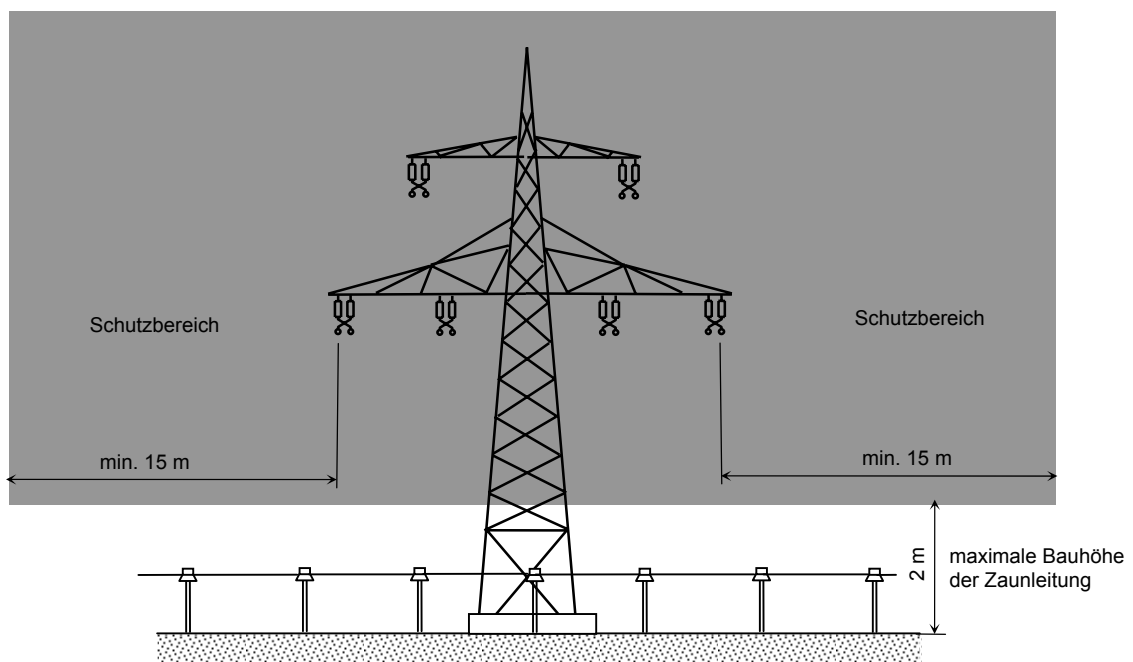 Schutzbereich
Schutzbereich
min. 15 m
min. 15 m
2 m
maximale Bauhöhe
der Zaunleitung